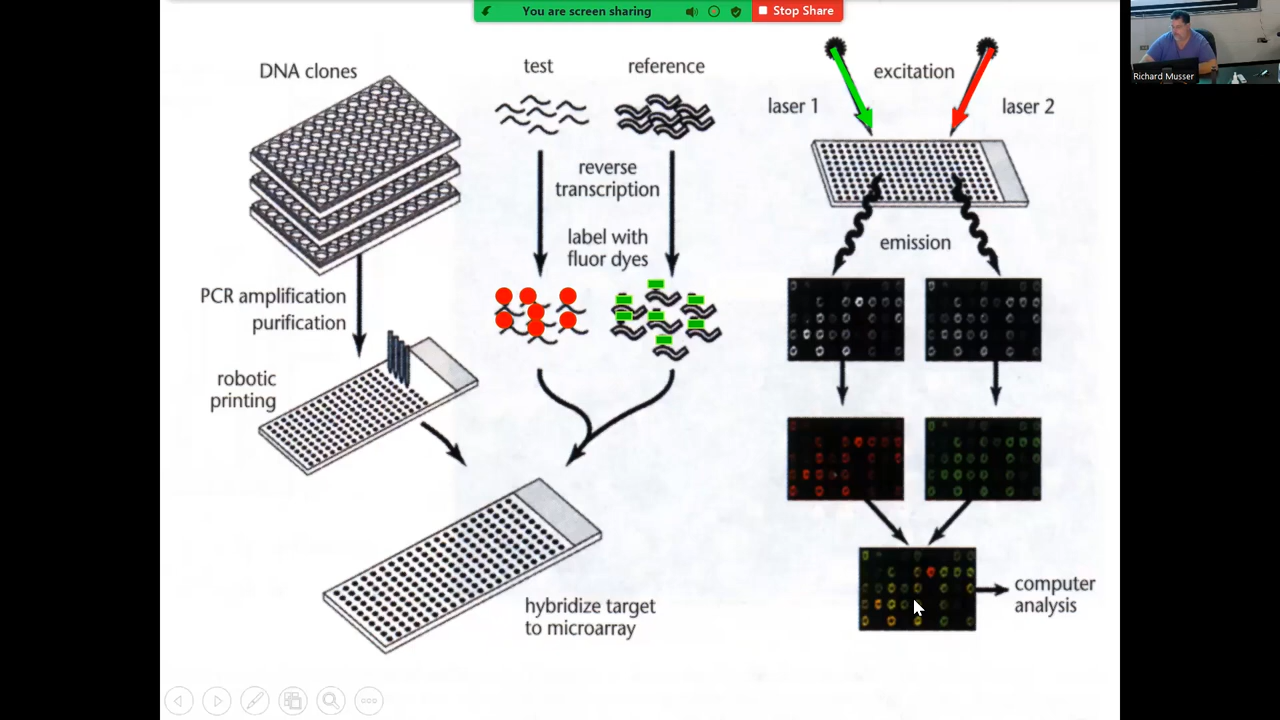 You are screen sharing
Stop Share
Richard Musser
DNA clones
PCR amplification
purification
robotic
printing
test
reference
reverse
transcription
label with
fluor dyes
hybridize target
to microarray
excitation
laser 1
laser 2
emission
computer
analysis